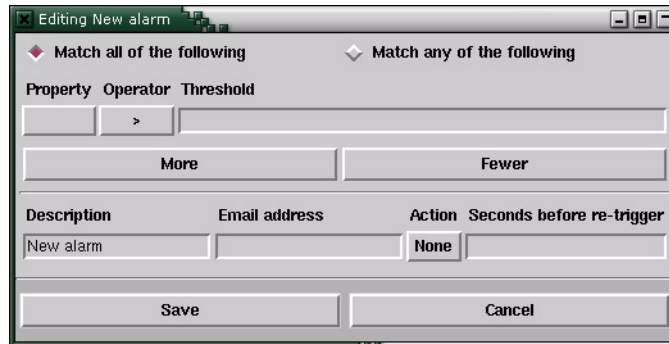 Editing New alarm
Match all of the following Match any of the following
Property Operator Threshold
>
More Fewer
Description Email address Action Seconds before re-trigger
New alarm None
Save Cancel